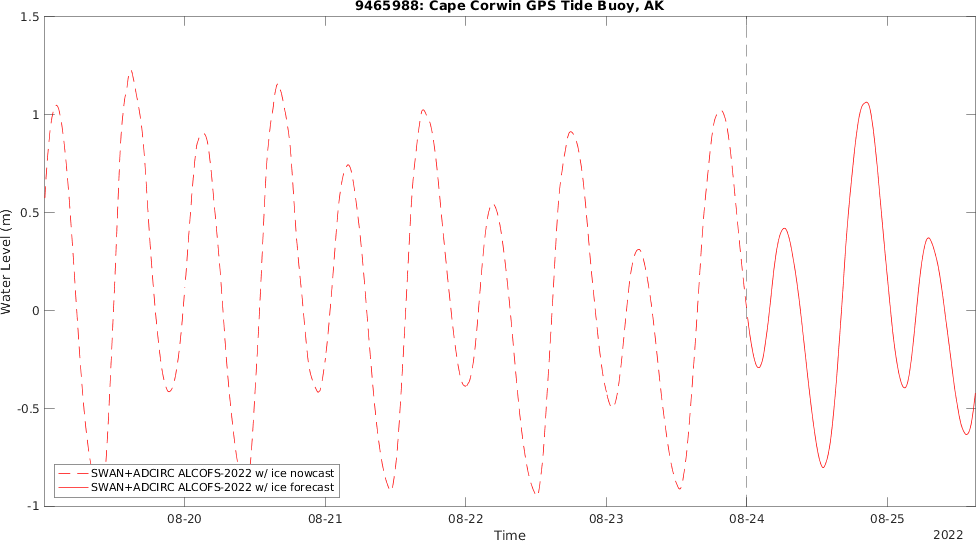 9465988: Cape Corwin GPS Tide Buoy, AK
1.5
1
0.5
0
-0.5
-1
Water Level (m)
SWAN+ADCIRC ALCOFS-2022 w/ ice nowcast
SWAN+ADCIRC ALCOFS-2022 w/ ice forecast
08-20 08-21 08-22 08-23 08-24 08-25
Time
2022